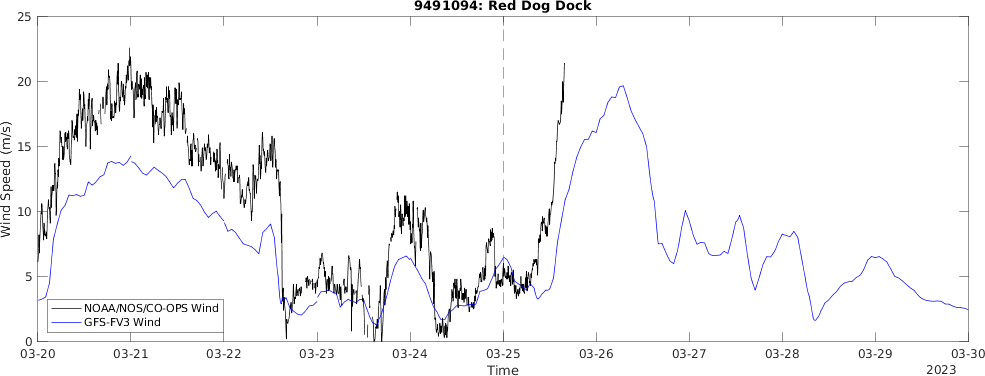 9491094: Red Dog Dock
25
20
15
10
5
0
Wind Speed (m/s)
NOAA/NOS/CO-OPS Wind
GFS-FV3 Wind
03-20 03-21 03-22 03-23 03-24 03-25 03-26 03-27 03-28 03-29 03-30
Time
2023